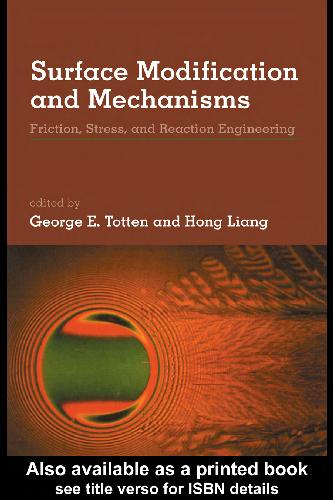 Surface Modification
and Mechanisms
Friction, Stress, and Reaction Engineering
edited by
George E. Totten and Hong Liang
Also available as a printed book
see title verso for ISBN details